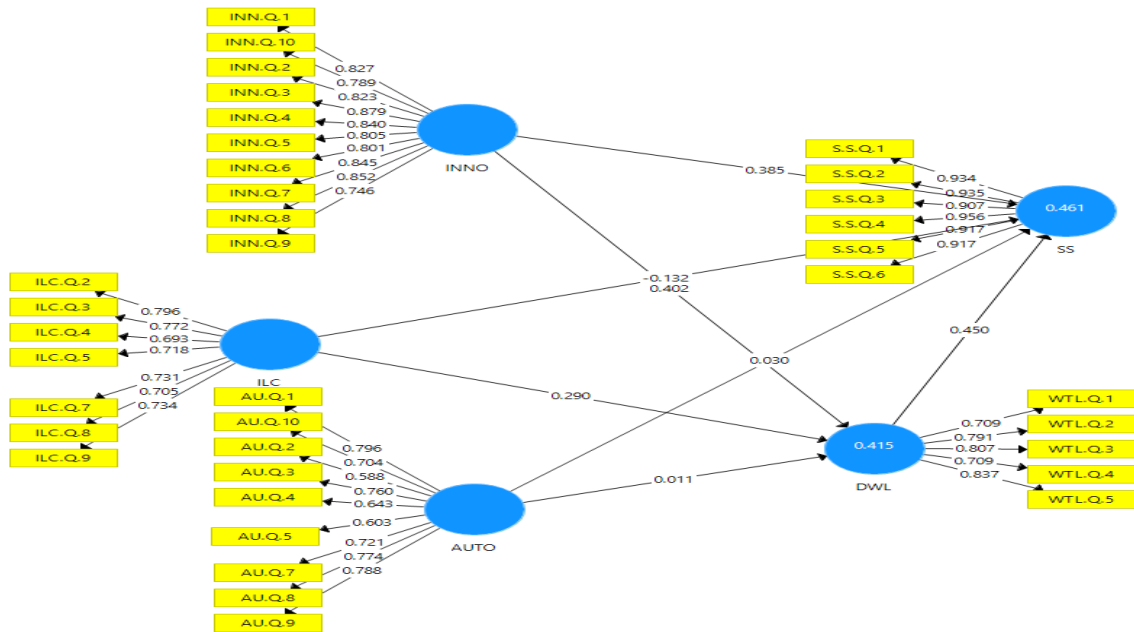 INN.Q.1
INN.Q.10
INN.Q.2
INN.Q.3
INN.Q.4
INN.Q.5
INN.Q.6
INN.Q.7
INN.Q.8
INN.Q.9
0.827
0.789
0.823
0.879
0.840
0.805
0.801
0.845
0.852
0.746
INNO
0.385
S.S.Q.1
S.S.Q.2
S.S.Q.3
S.S.Q.4
S.S.Q.5
S.S.Q.6
0.934
0.935
0.907
0.956
0.917
0.917
0.461
SS
-0.132
0.402
ILC.Q.2
ILC.Q.3
ILC.Q.4
ILC.Q.5
ILC.Q.7
ILC.Q.8
ILC.Q.9
0.796
0.772
0.693
0.718
0.731
0.705
0.734
ILC
0.450
0.030
0.290
AU.Q.1
AU.Q.10
AU.Q.2
AU.Q.3
AU.Q.4
AU.Q.5
AU.Q.7
AU.Q.8
AU.Q.9
0.796
0.704
0.588
0.760
0.643
0.603
0.721
0.774
0.788
AUTO
0.011
0.415
DWL
0.709
0.791
0.807
0.709
0.837
WTL.Q.1
WTL.Q.2
WTL.Q.3
WTL.Q.4
WTL.Q.5